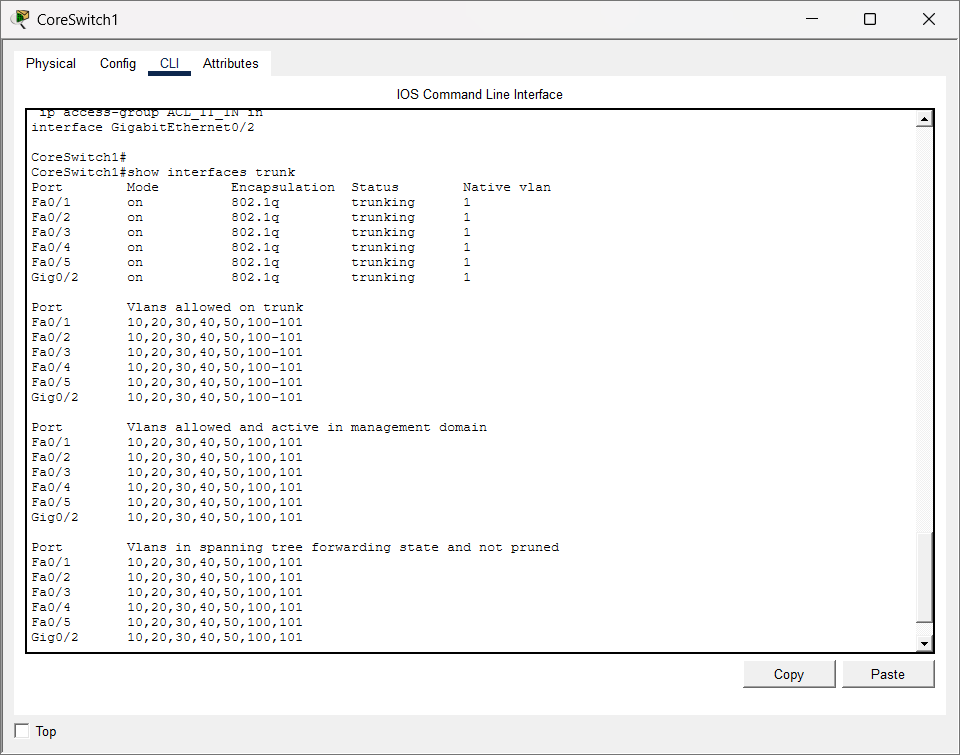 CoreSwitch1
Physical Config CLI Attributes
IOS Command Line Interface
ip access-group ACL_IT_IN in
interface GigabitEthernet0/2
CoreSwitch1#
CoreSwitch1#show interfaces trunk
Port Mode Encapsulation Status Native vlan
Fa0/1 on 802.1q trunking 1
Fa0/2 on 802.1q trunking 1
Fa0/3 on 802.1q trunking 1
Fa0/4 on 802.1q trunking 1
Fa0/5 on 802.1q trunking 1
Gig0/2 on 802.1q trunking 1
Port Vlans allowed on trunk
Fa0/1 10,20,30,40,50,100-101
Fa0/2 10,20,30,40,50,100-101
Fa0/3 10,20,30,40,50,100-101
Fa0/4 10,20,30,40,50,100-101
Fa0/5 10,20,30,40,50,100-101
Gig0/2 10,20,30,40,50,100-101
Port Vlans allowed and active in management domain
Fa0/1 10,20,30,40,50,100,101
Fa0/2 10,20,30,40,50,100,101
Fa0/3 10,20,30,40,50,100,101
Fa0/4 10,20,30,40,50,100,101
Fa0/5 10,20,30,40,50,100,101
Gig0/2 10,20,30,40,50,100,101
Port Vlans in spanning tree forwarding state and not pruned
Fa0/1 10,20,30,40,50,100,101
Fa0/2 10,20,30,40,50,100,101
Fa0/3 10,20,30,40,50,100,101
Fa0/4 10,20,30,40,50,100,101
Fa0/5 10,20,30,40,50,100,101
Gig0/2 10,20,30,40,50,100,101
Copy Paste
Top